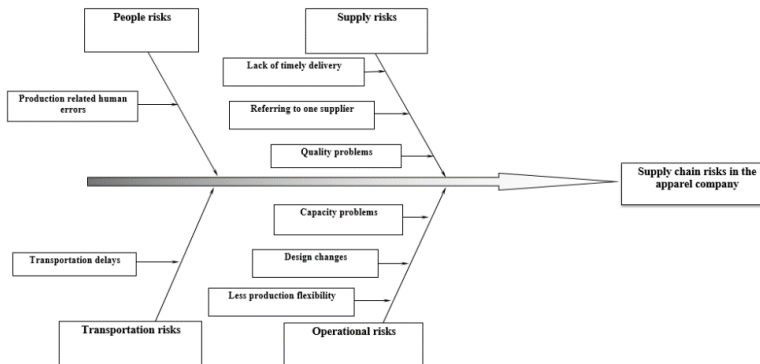 People risks
Supply risks
Lack of timely delivery
Production related human
errors
Referring to one supplier
Quality problems
Supply chain risks in the
apparel company
Capacity problems
Transportation delays
Design changes
Less production flexibility
Transportation risks
Operational risks